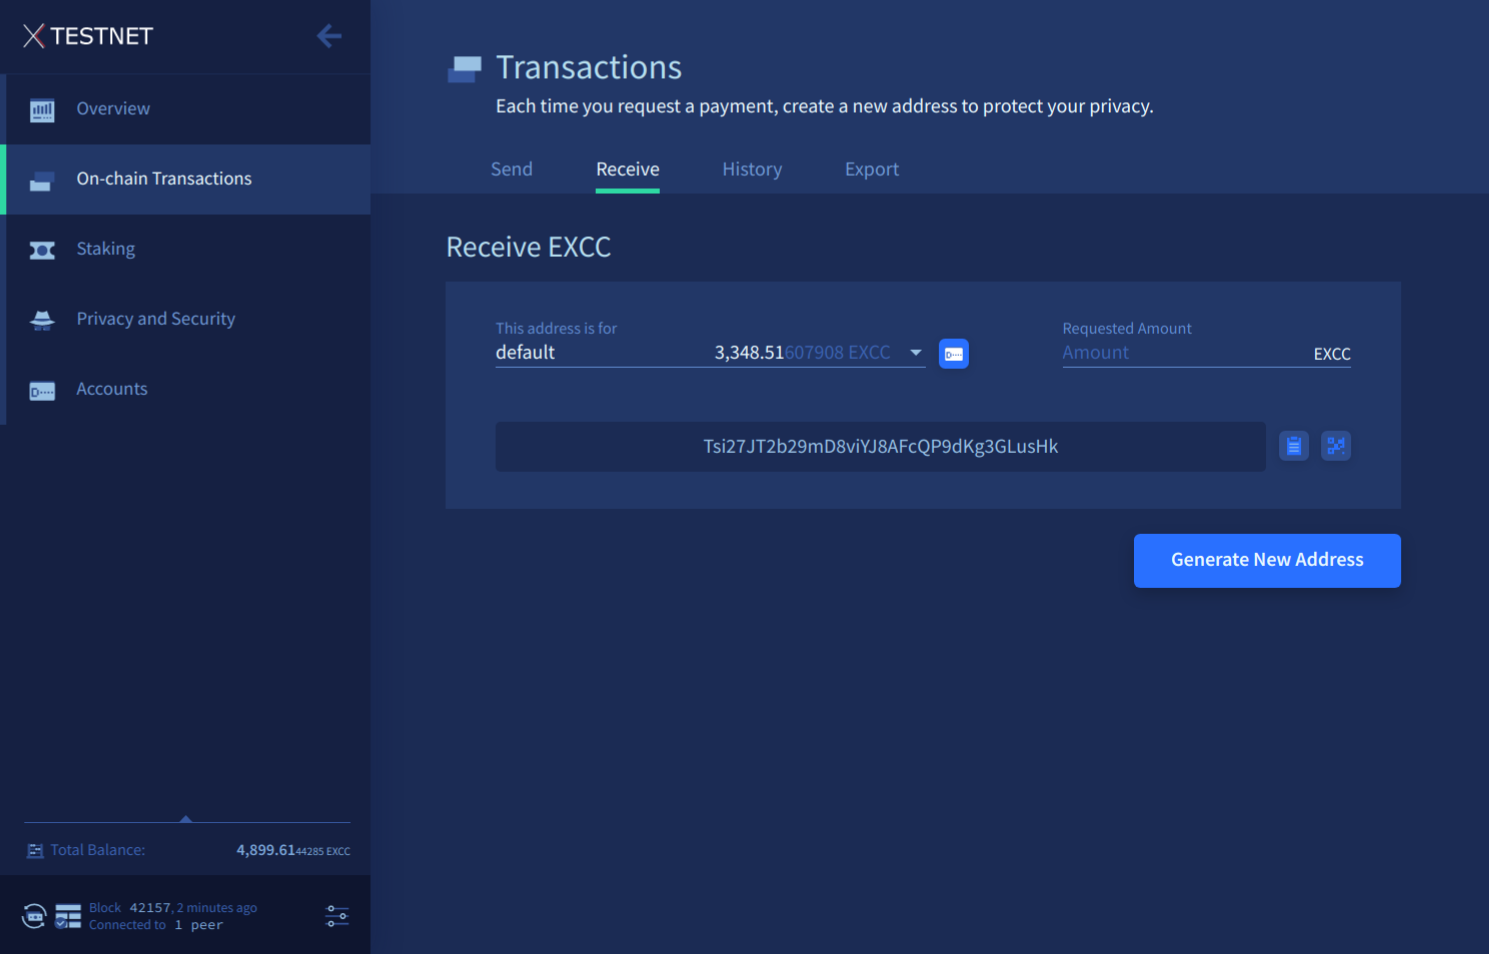 TESTNET
Overview
On-chain Transactions
Staking
Privacy and Security
Accounts
Total Balance: 4,899.6144285 EXCC
Block 42157, 2 minutes ago
Connected to 1 peer
Transactions
Each time you request a payment, create a new address to protect your privacy.
Send Receive History Export
Receive EXCC
This address is for
default 3,348.51607908 EXCC
Requested Amount
Amount EXCC
Tsi27JT2b29mD8viYJ8AFcQP9dKg3GLusHk
Generate New Address